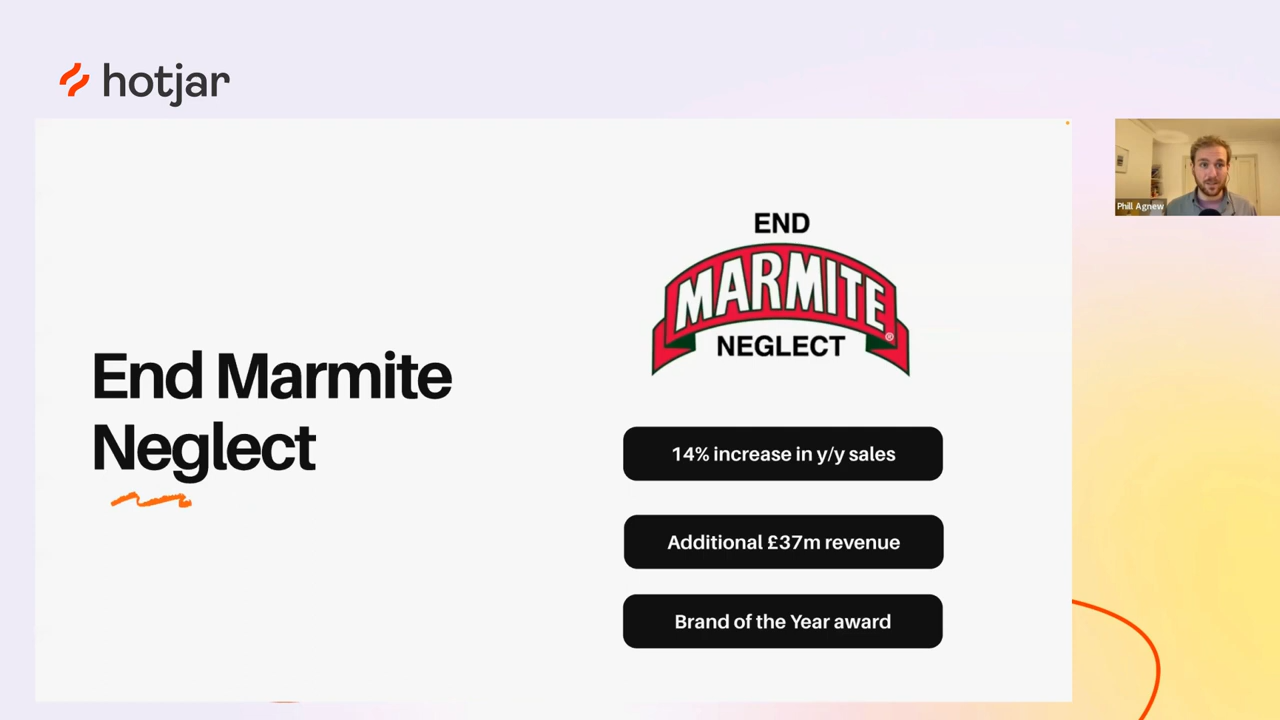 hotjar
End Marmite
Neglect
END
MARMITE®
NEGLECT
14% increase in y/y sales
Additional £37m revenue
Brand of the Year award
Phill Agnew